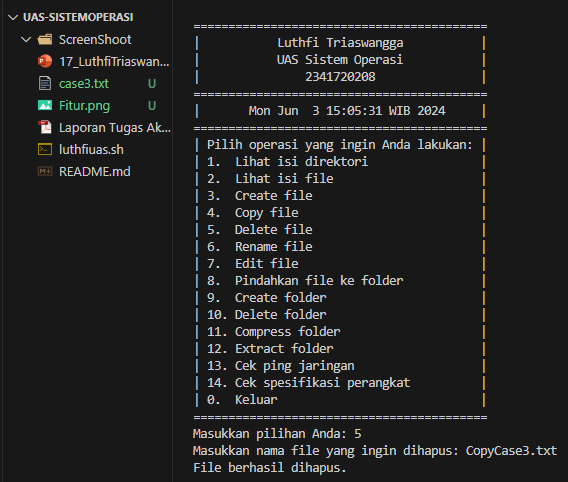 UAS-SISTEMOPERASI
ScreenShoot
17_LuthfiTriaswan...
case3.txt U
Fitur.png U
Laporan Tugas Ak...
luthfiuas.sh
README.md
==========================================
| Luthfi Triaswangga |
| UAS Sistem Operasi |
| 2341720208 |
==========================================
| Mon Jun  3 15:05:31 WIB 2024 |
==========================================
| Pilih operasi yang ingin Anda lakukan: |
| 1.  Lihat isi direktori |
| 2.  Lihat isi file |
| 3.  Create file |
| 4.  Copy file |
| 5.  Delete file |
| 6.  Rename file |
| 7.  Edit file |
| 8.  Pindahkan file ke folder |
| 9.  Create folder |
| 10. Delete folder |
| 11. Compress folder |
| 12. Extract folder |
| 13. Cek ping jaringan |
| 14. Cek spesifikasi perangkat |
| 0.  Keluar |
==========================================
Masukkan pilihan Anda: 5
Masukkan nama file yang ingin dihapus: CopyCase3.txt
File berhasil dihapus.